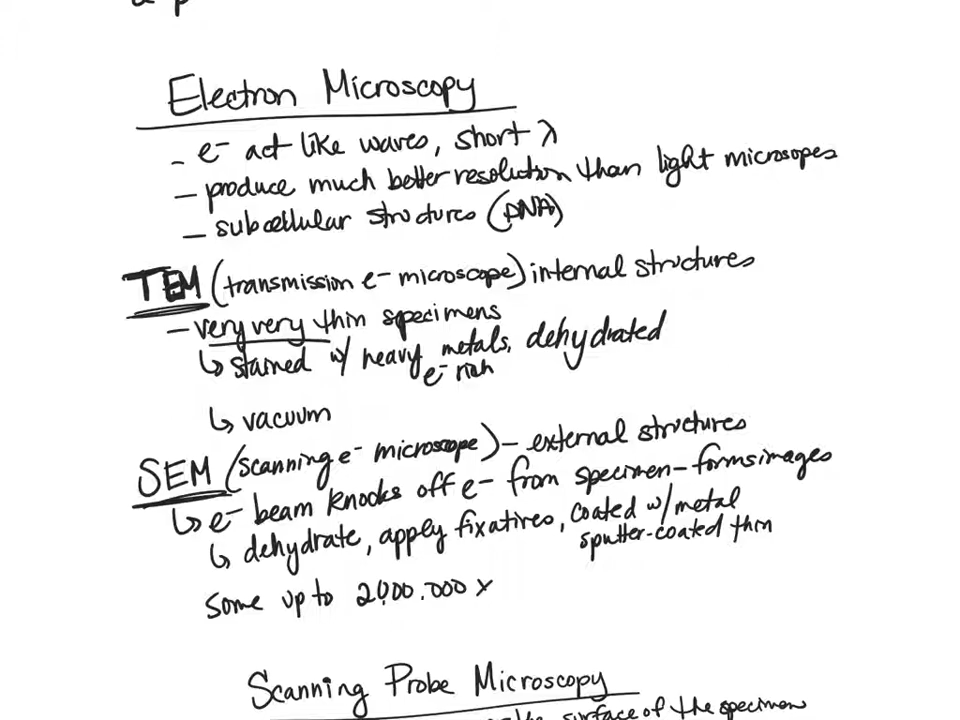 Electron Microscopy
- e- act like waves, short λ
- produce much better resolution than light microsopes
- subcellular structures (DNA)
TEM (transmission e- microscope) internal structures
- very very thin specimens
↳ stained w/ heavy metals, dehydrated
e- rich
↳ vacuum
SEM (scanning e- microscope) - external structures
↳ e- beam knocks off e- from specimen - forms images
↳ dehydrate, apply fixatives, coated w/ metal
sputter-coated thin
some up to 2,000,000 x
Scanning Probe Microscopy
the surface of the specimen